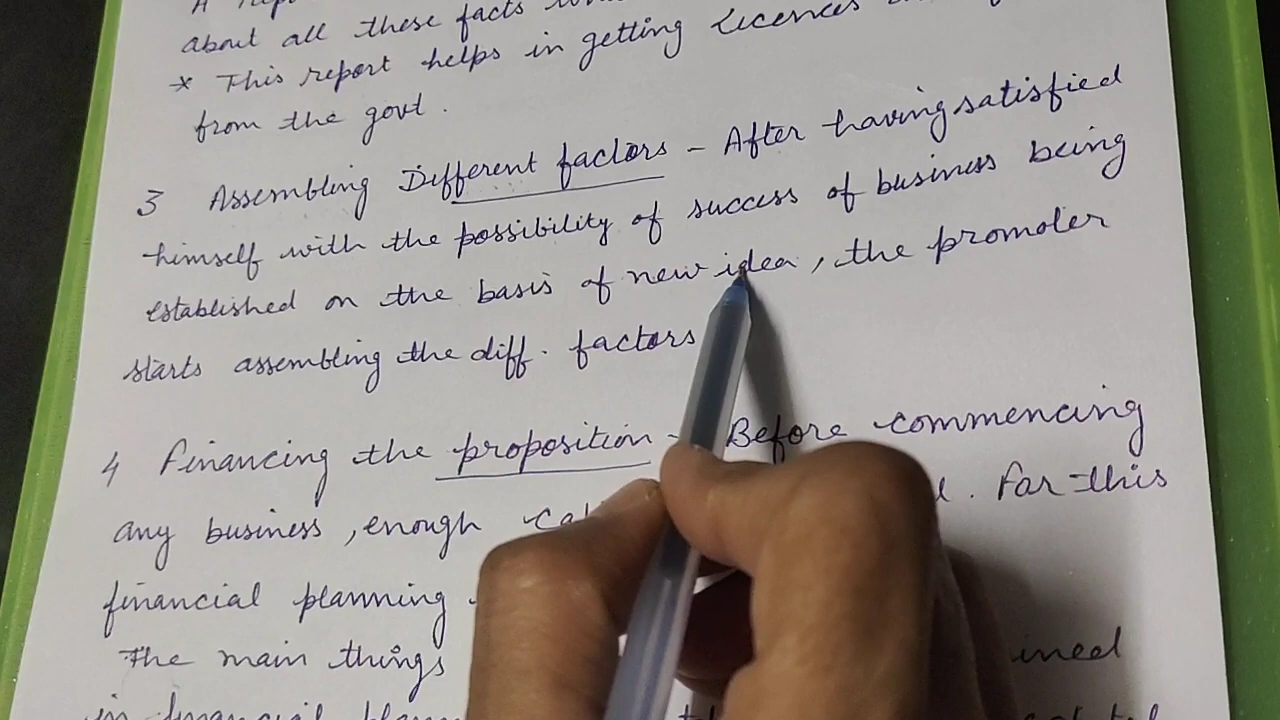 about all these facts
* This report helps in getting Licences
from the govt.
3 Assembling Different factors - After having satisfied
himself with the possibility of success of business being
established on the basis of new idea, the promoter
starts assembling the diff. factors
4 Financing the proposition - Before commencing
any business, enough . For this
financial planning
The main things
in